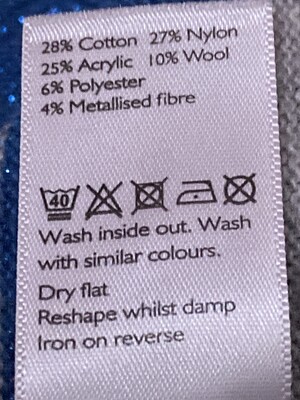 28% Cotton 27% Nylon
25% Acrylic 10% Wool
6% Polyester
4% Metallised fibre
40
Wash inside out. Wash
with similar colours.
Dry flat
Reshape whilst damp
Iron on reverse